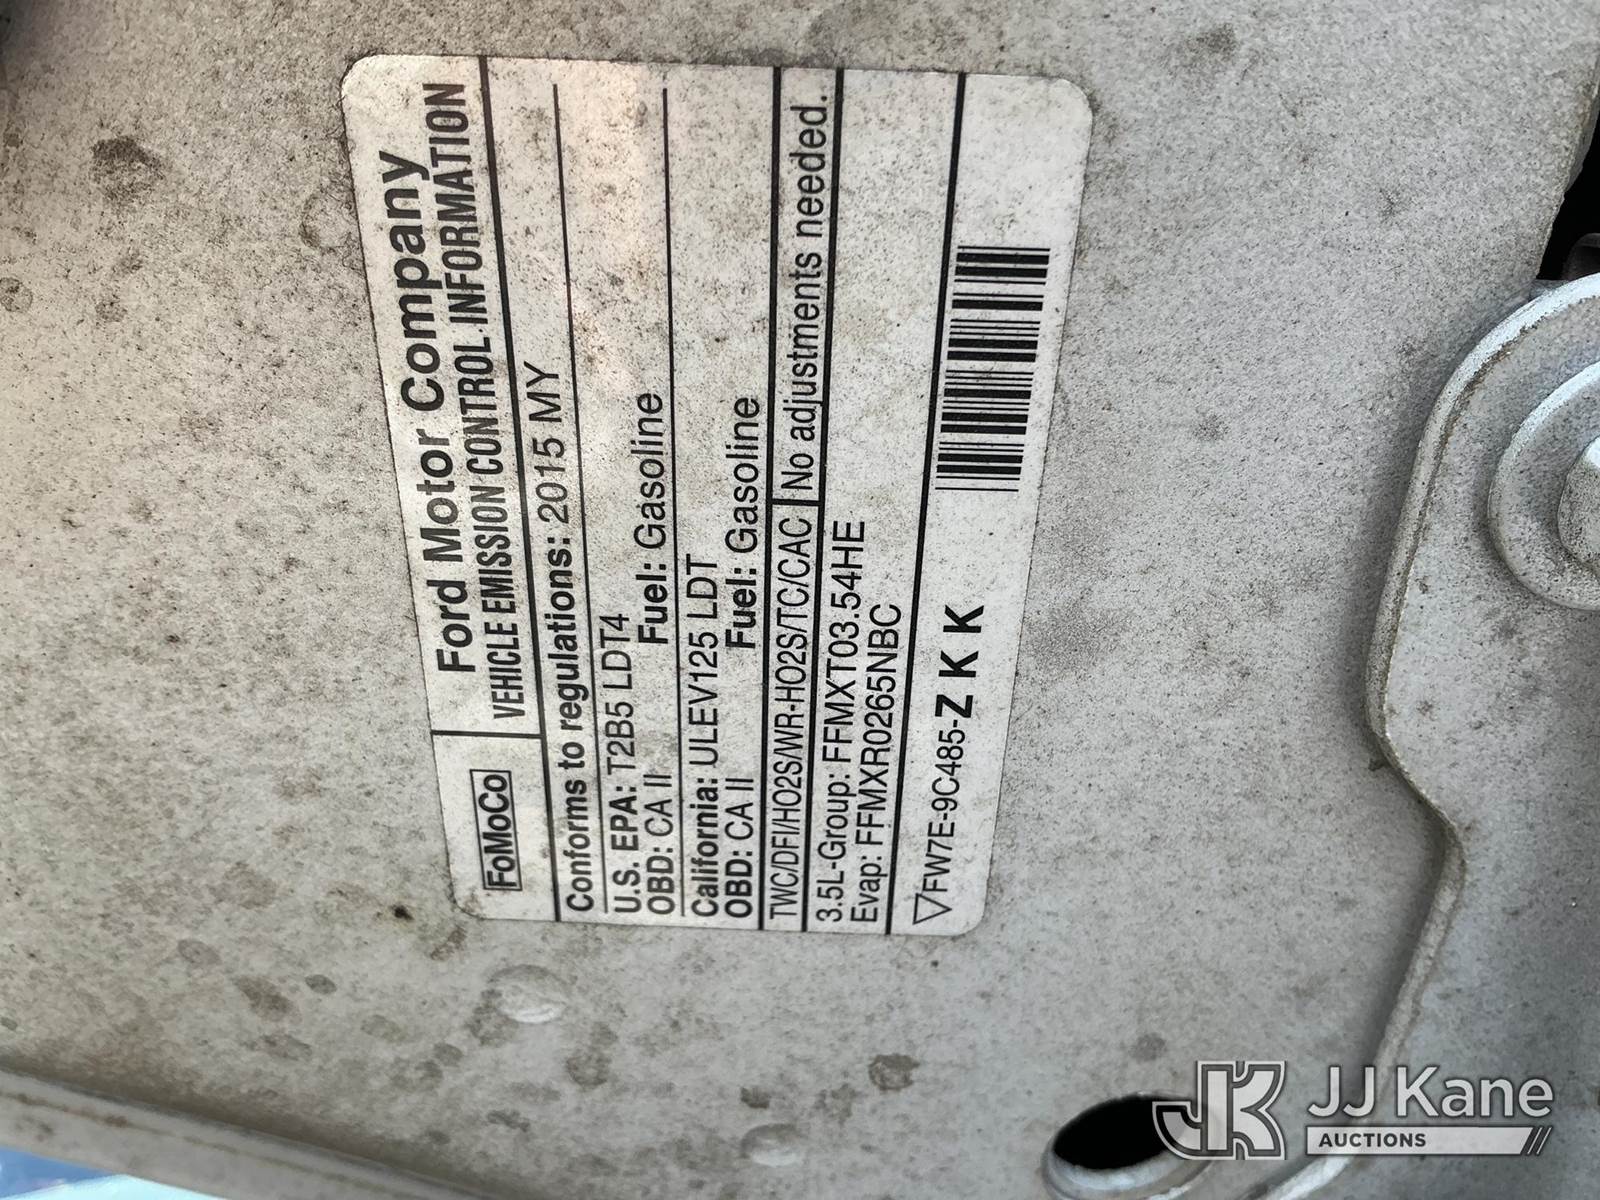 FoMoCo
Ford Motor Company
VEHICLE EMISSION CONTROL INFORMATION
Conforms to regulations: 2015 MY
U.S. EPA: T2B5 LDT4
OBD: CA II Fuel: Gasoline
California: ULEV125 LDT
OBD: CA II Fuel: Gasoline
TWC/DFI/HO2S/WR-HO2S/TC/CAC No adjustments needed.
3.5L-Group: FFMXT03.54HE
Evap: FFMXR0265NBC
▽FW7E-9C485-Z K K
JK
JJ Kane
AUCTIONS